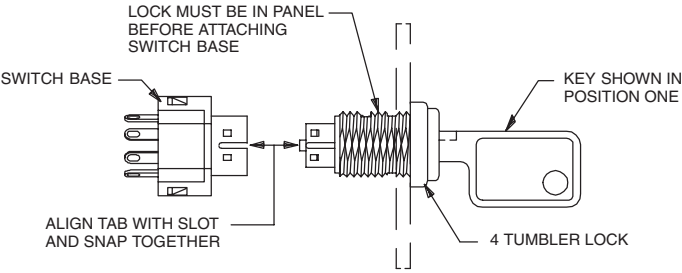 LOCK MUST BE IN PANEL
BEFORE ATTACHING
SWITCH BASE
SWITCH BASE
KEY SHOWN IN
POSITION ONE
ALIGN TAB WITH SLOT
AND SNAP TOGETHER
4 TUMBLER LOCK